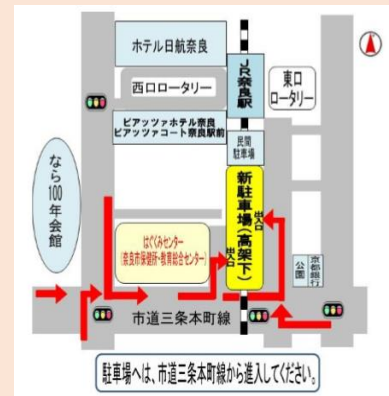 ホテル日航奈良
西口ロータリー
JR奈良駅
東口
ロータリー
ピアッツァホテル奈良
ピアッツァコート奈良駅前
民間
駐車場
なら100年会館
新駐車場(高架下)
出入口
出入口
はぐくみセンター
(奈良市保健所・教育総合センター)
公園
京都銀行
市道三条本町線
駐車場へは、市道三条本町線から進入してください。